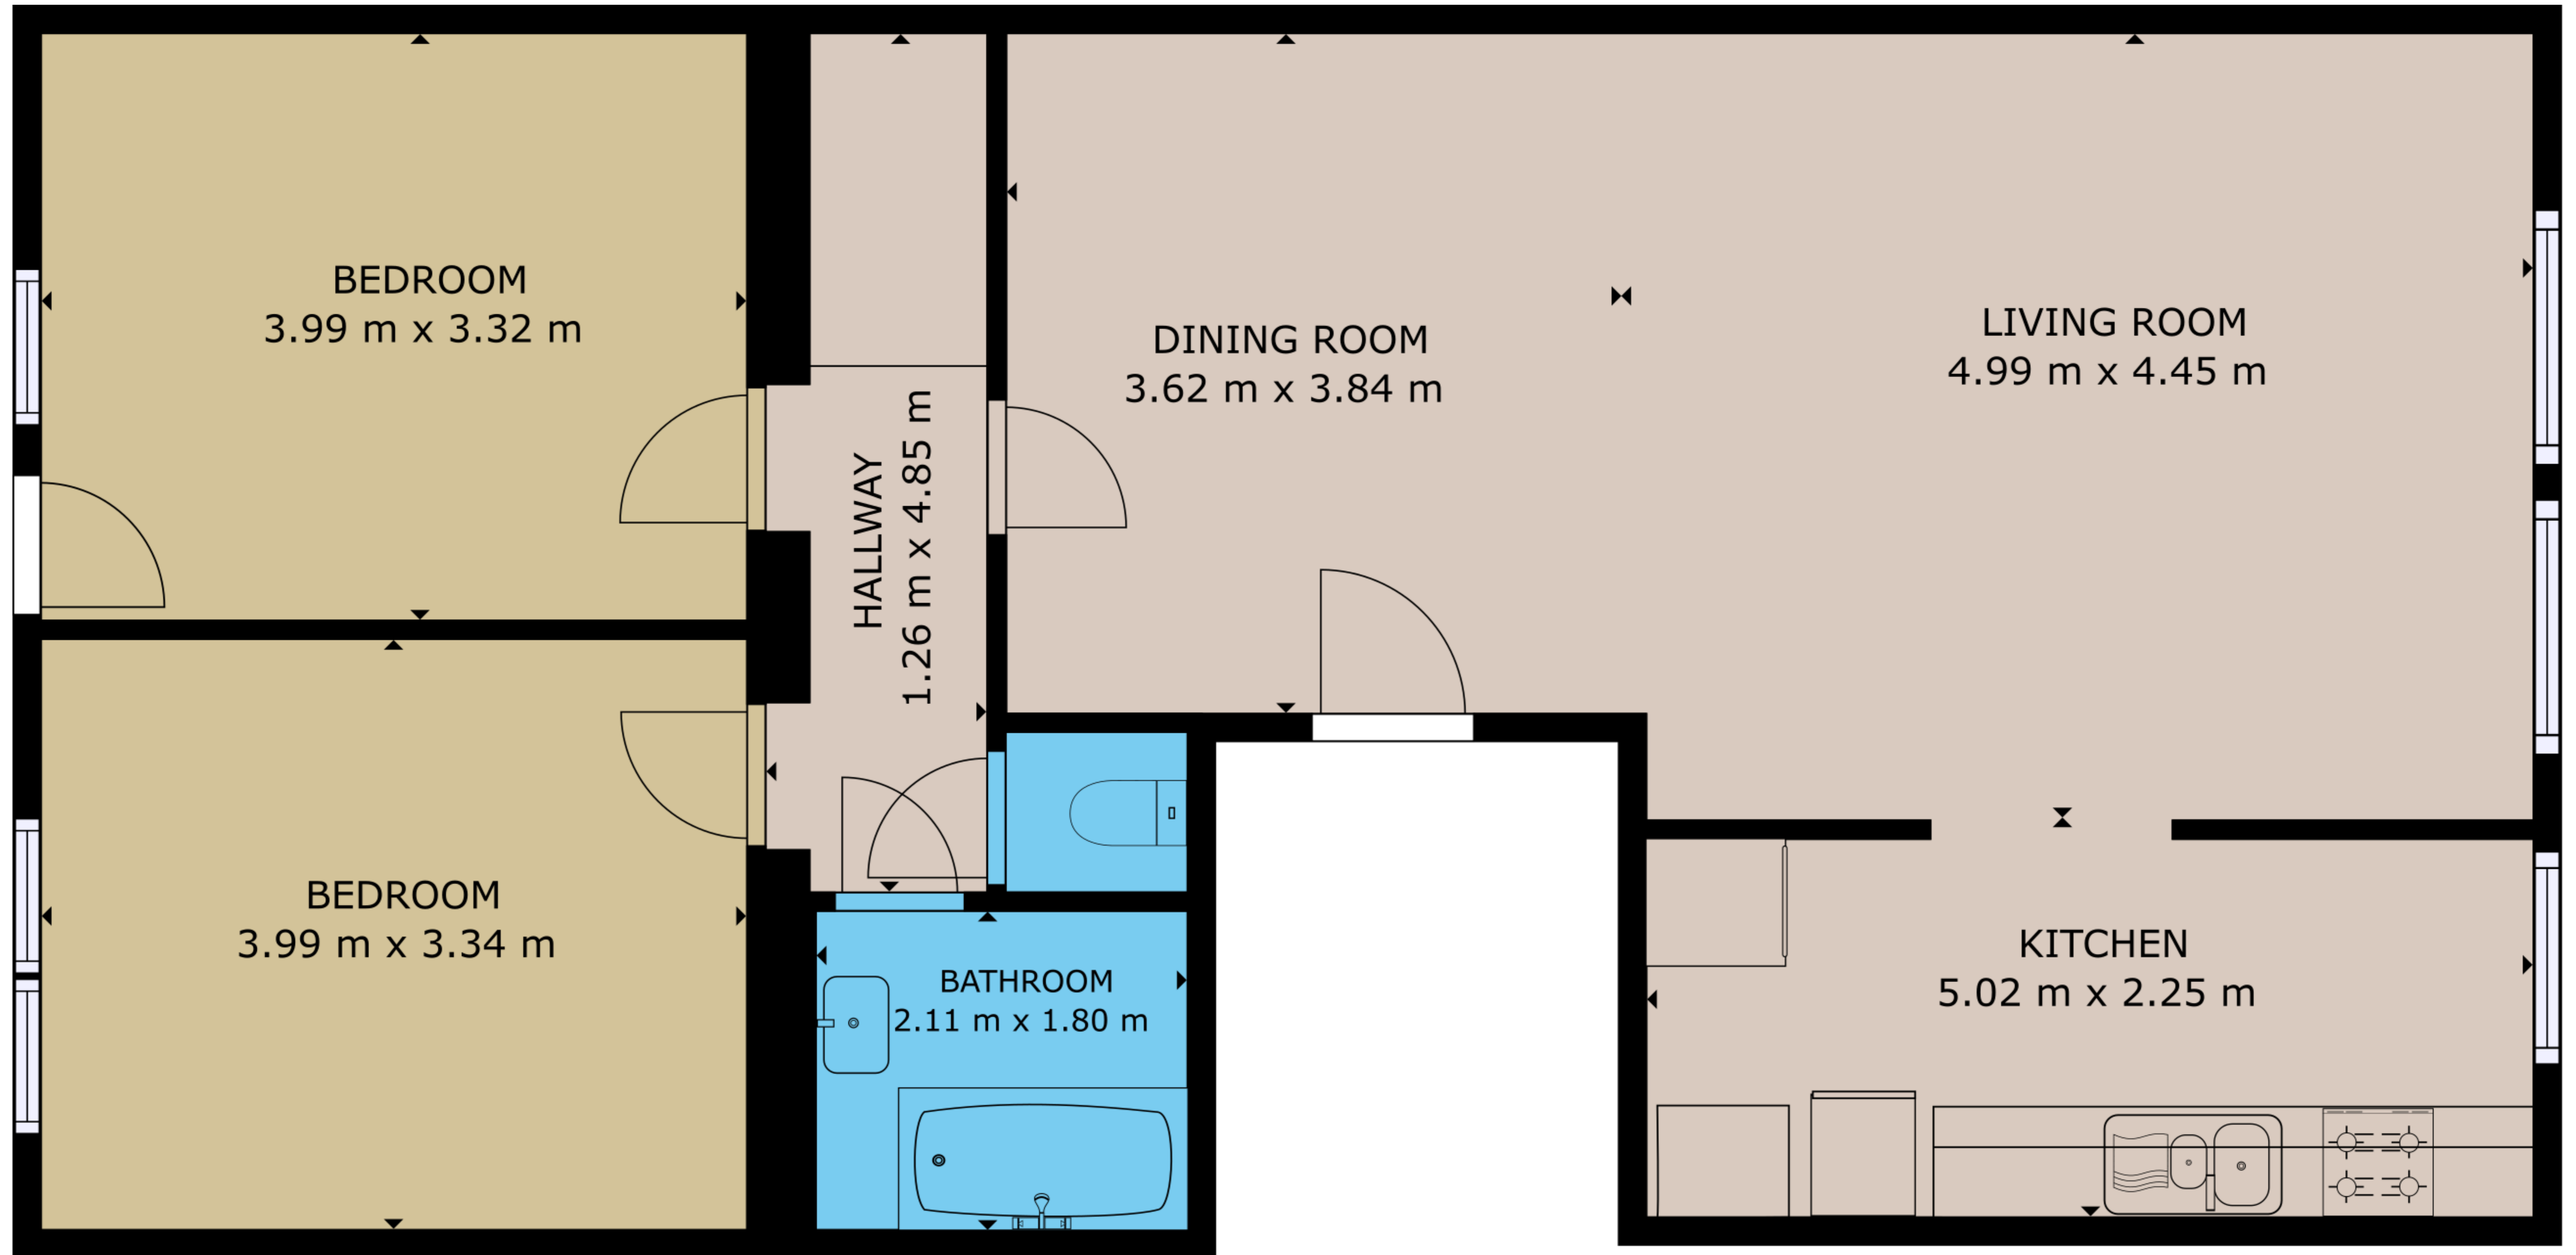 BEDROOM
3.99 m x 3.32 m
HALLWAY
1.26 m x 4.85 m
DINING ROOM
3.62 m x 3.84 m
LIVING ROOM
4.99 m x 4.45 m
BEDROOM
3.99 m x 3.34 m
BATHROOM
2.11 m x 1.80 m
KITCHEN
5.02 m x 2.25 m